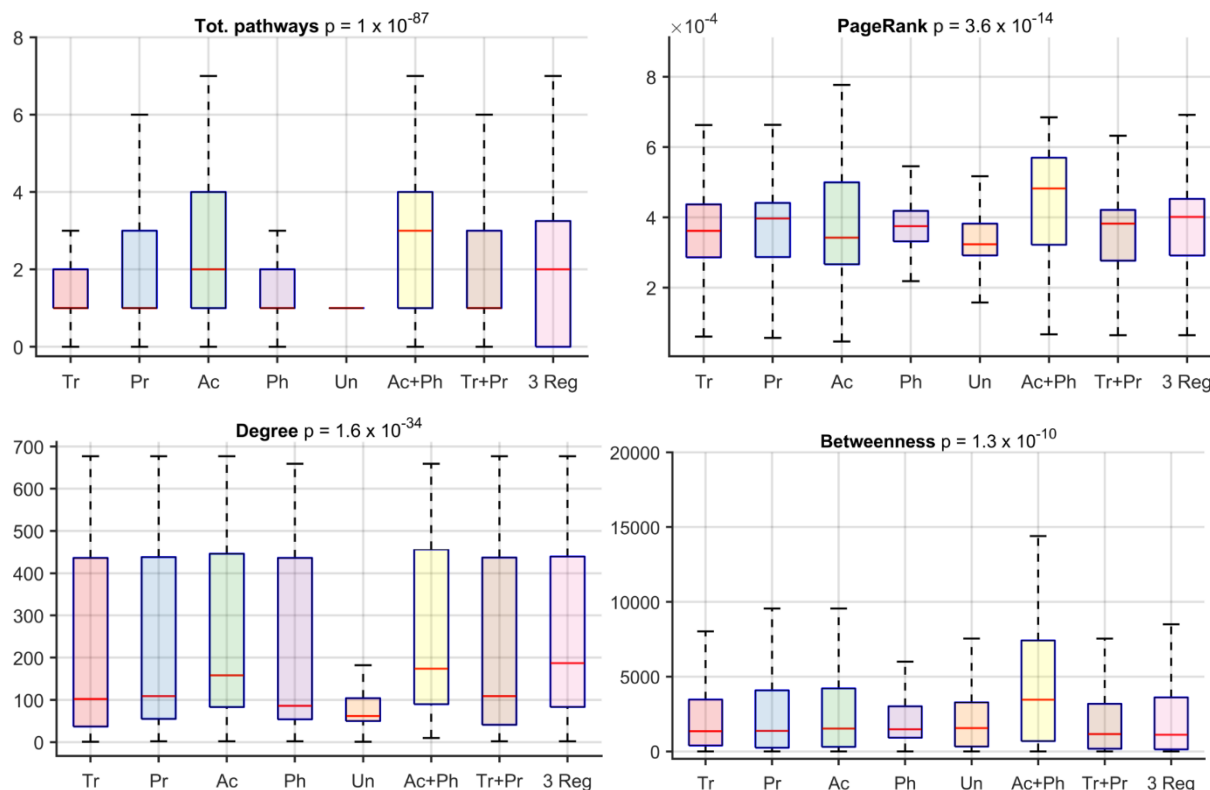 Tot. pathways p = 1 x 10^-87
8
6
4
2
0
Tr Pr Ac Ph Un Ac+Ph Tr+Pr 3 Reg
×10^-4
PageRank p = 3.6 x 10^-14
8
6
4
2
Tr Pr Ac Ph Un Ac+Ph Tr+Pr 3 Reg
Degree p = 1.6 x 10^-34
700
600
500
400
300
200
100
0
Tr Pr Ac Ph Un Ac+Ph Tr+Pr 3 Reg
Betweenness p = 1.3 x 10^-10
20000
15000
10000
5000
0
Tr Pr Ac Ph Un Ac+Ph Tr+Pr 3 Reg